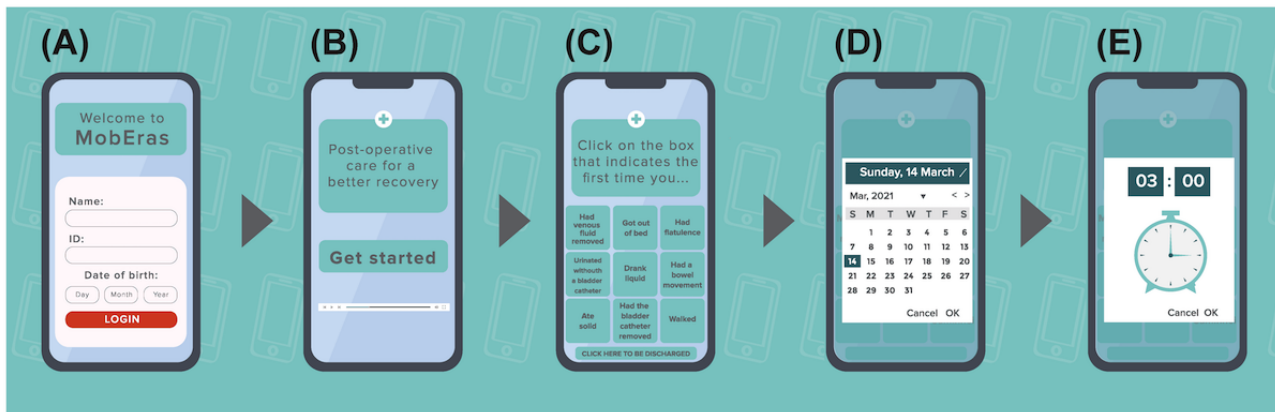 (A)
(B)
(C)
(D)
(E)
Welcome to
MobEras
Name:
ID:
Date of birth:
Day
Month
Year
LOGIN
Post-operative
care for a
better recovery
Get started
Click on the box
that indicates the
first time you...
Had
venous
fluid
removed
Got out
of bed
Had
flatulence
Urinated
withouth
a bladder
catheter
Drank
liquid
Had a
bowel
movement
Ate
solid
Had the
bladder
catheter
removed
Walked
CLICK HERE TO BE DISCHARGED
Sunday, 14 March
Mar, 2021
< >
S M T W T F S
1 2 3 4 5 6
7 8 9 10 11 12 13
14 15 16 17 18 19 20
21 22 23 24 25 26 27
28 29 30 31
Cancel OK
03 : 00
Cancel OK